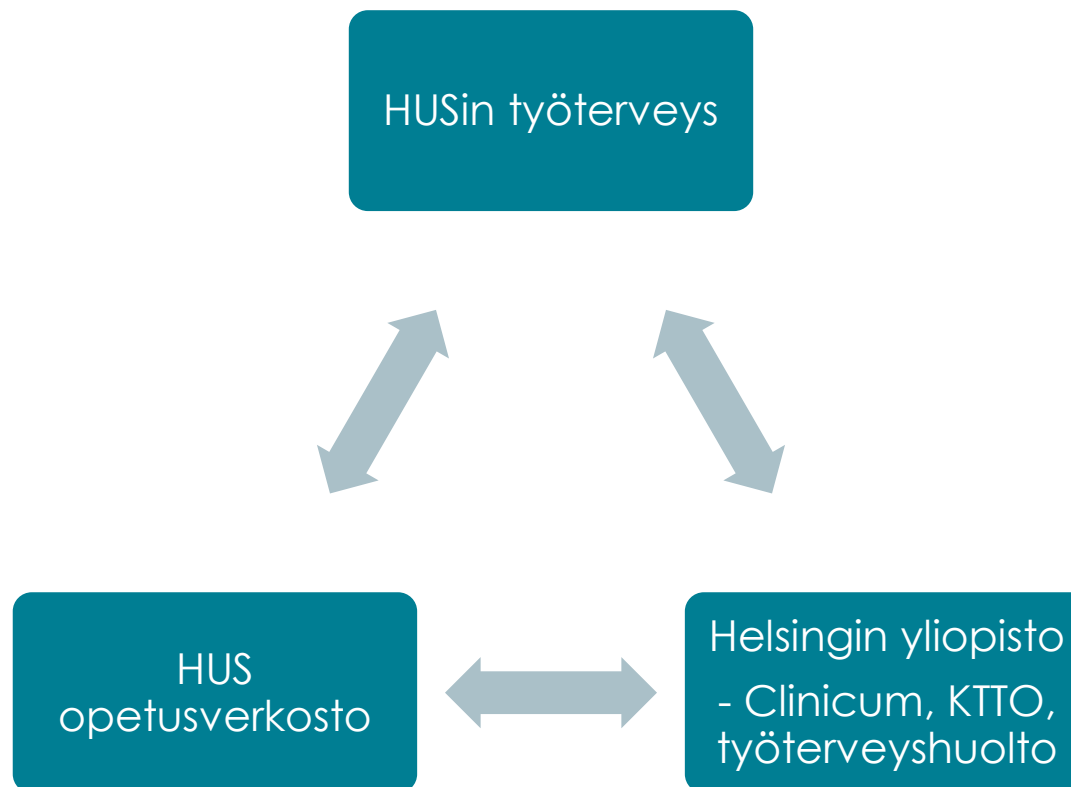 HUSin työterveys
HUS
opetusverkosto
Helsingin yliopisto
- Clinicum, KTTO,
työterveyshuolto